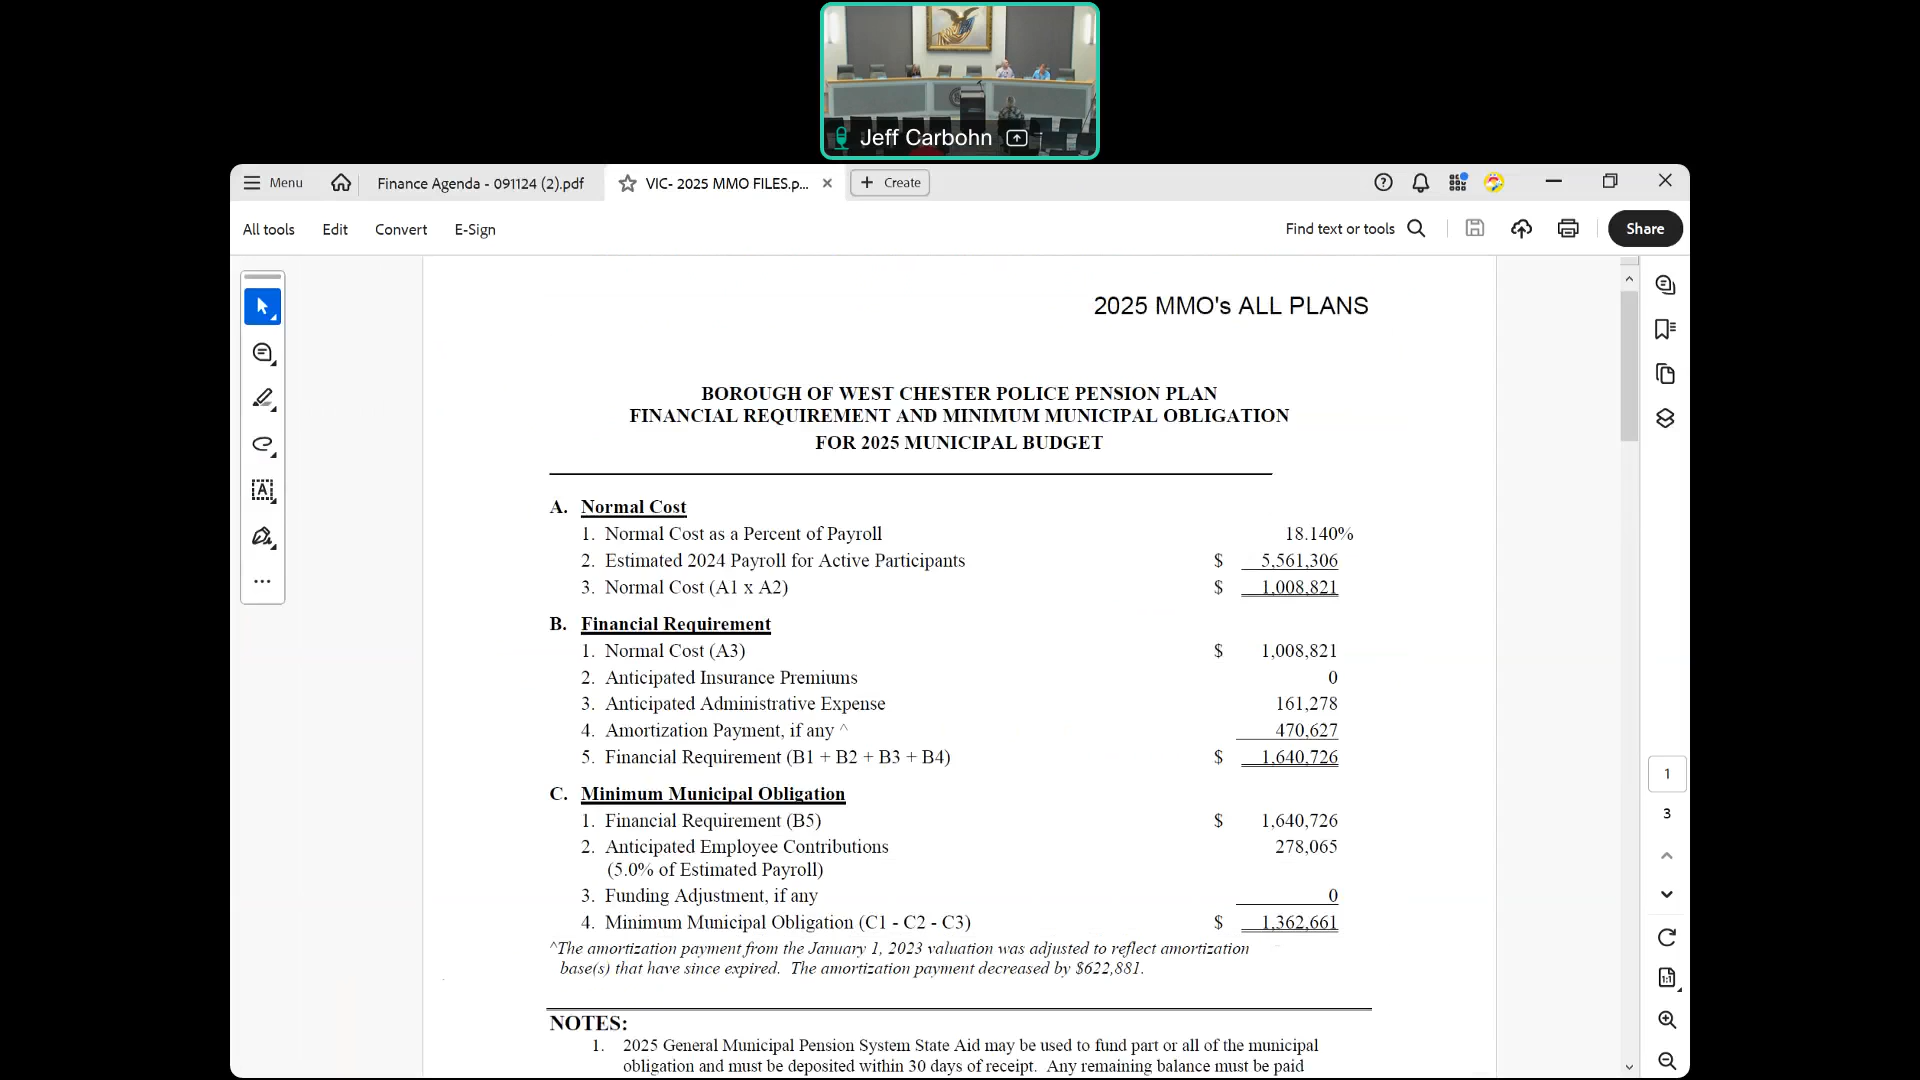 Jeff Carbohn
Menu
Finance Agenda - 091124 (2).pdf
VIC- 2025 MMO FILES.p...
Create
All tools
Edit
Convert
E-Sign
Find text or tools
Share
2025 MMO's ALL PLANS
BOROUGH OF WEST CHESTER POLICE PENSION PLAN
FINANCIAL REQUIREMENT AND MINIMUM MUNICIPAL OBLIGATION
FOR 2025 MUNICIPAL BUDGET
A. Normal Cost
1. Normal Cost as a Percent of Payroll 18.140%
2. Estimated 2024 Payroll for Active Participants $ 5,561,306
3. Normal Cost (A1 x A2) $ 1,008,821
B. Financial Requirement
1. Normal Cost (A3) $ 1,008,821
2. Anticipated Insurance Premiums 0
3. Anticipated Administrative Expense 161,278
4. Amortization Payment, if any ^ 470,627
5. Financial Requirement (B1 + B2 + B3 + B4) $ 1,640,726
C. Minimum Municipal Obligation
1. Financial Requirement (B5) $ 1,640,726
2. Anticipated Employee Contributions 278,065
(5.0% of Estimated Payroll)
3. Funding Adjustment, if any 0
4. Minimum Municipal Obligation (C1 - C2 - C3) $ 1,362,661
^The amortization payment from the January 1, 2023 valuation was adjusted to reflect amortization
base(s) that have since expired. The amortization payment decreased by $622,881.
NOTES:
1. 2025 General Municipal Pension System State Aid may be used to fund part or all of the municipal
obligation and must be deposited within 30 days of receipt. Any remaining balance must be paid
1
3